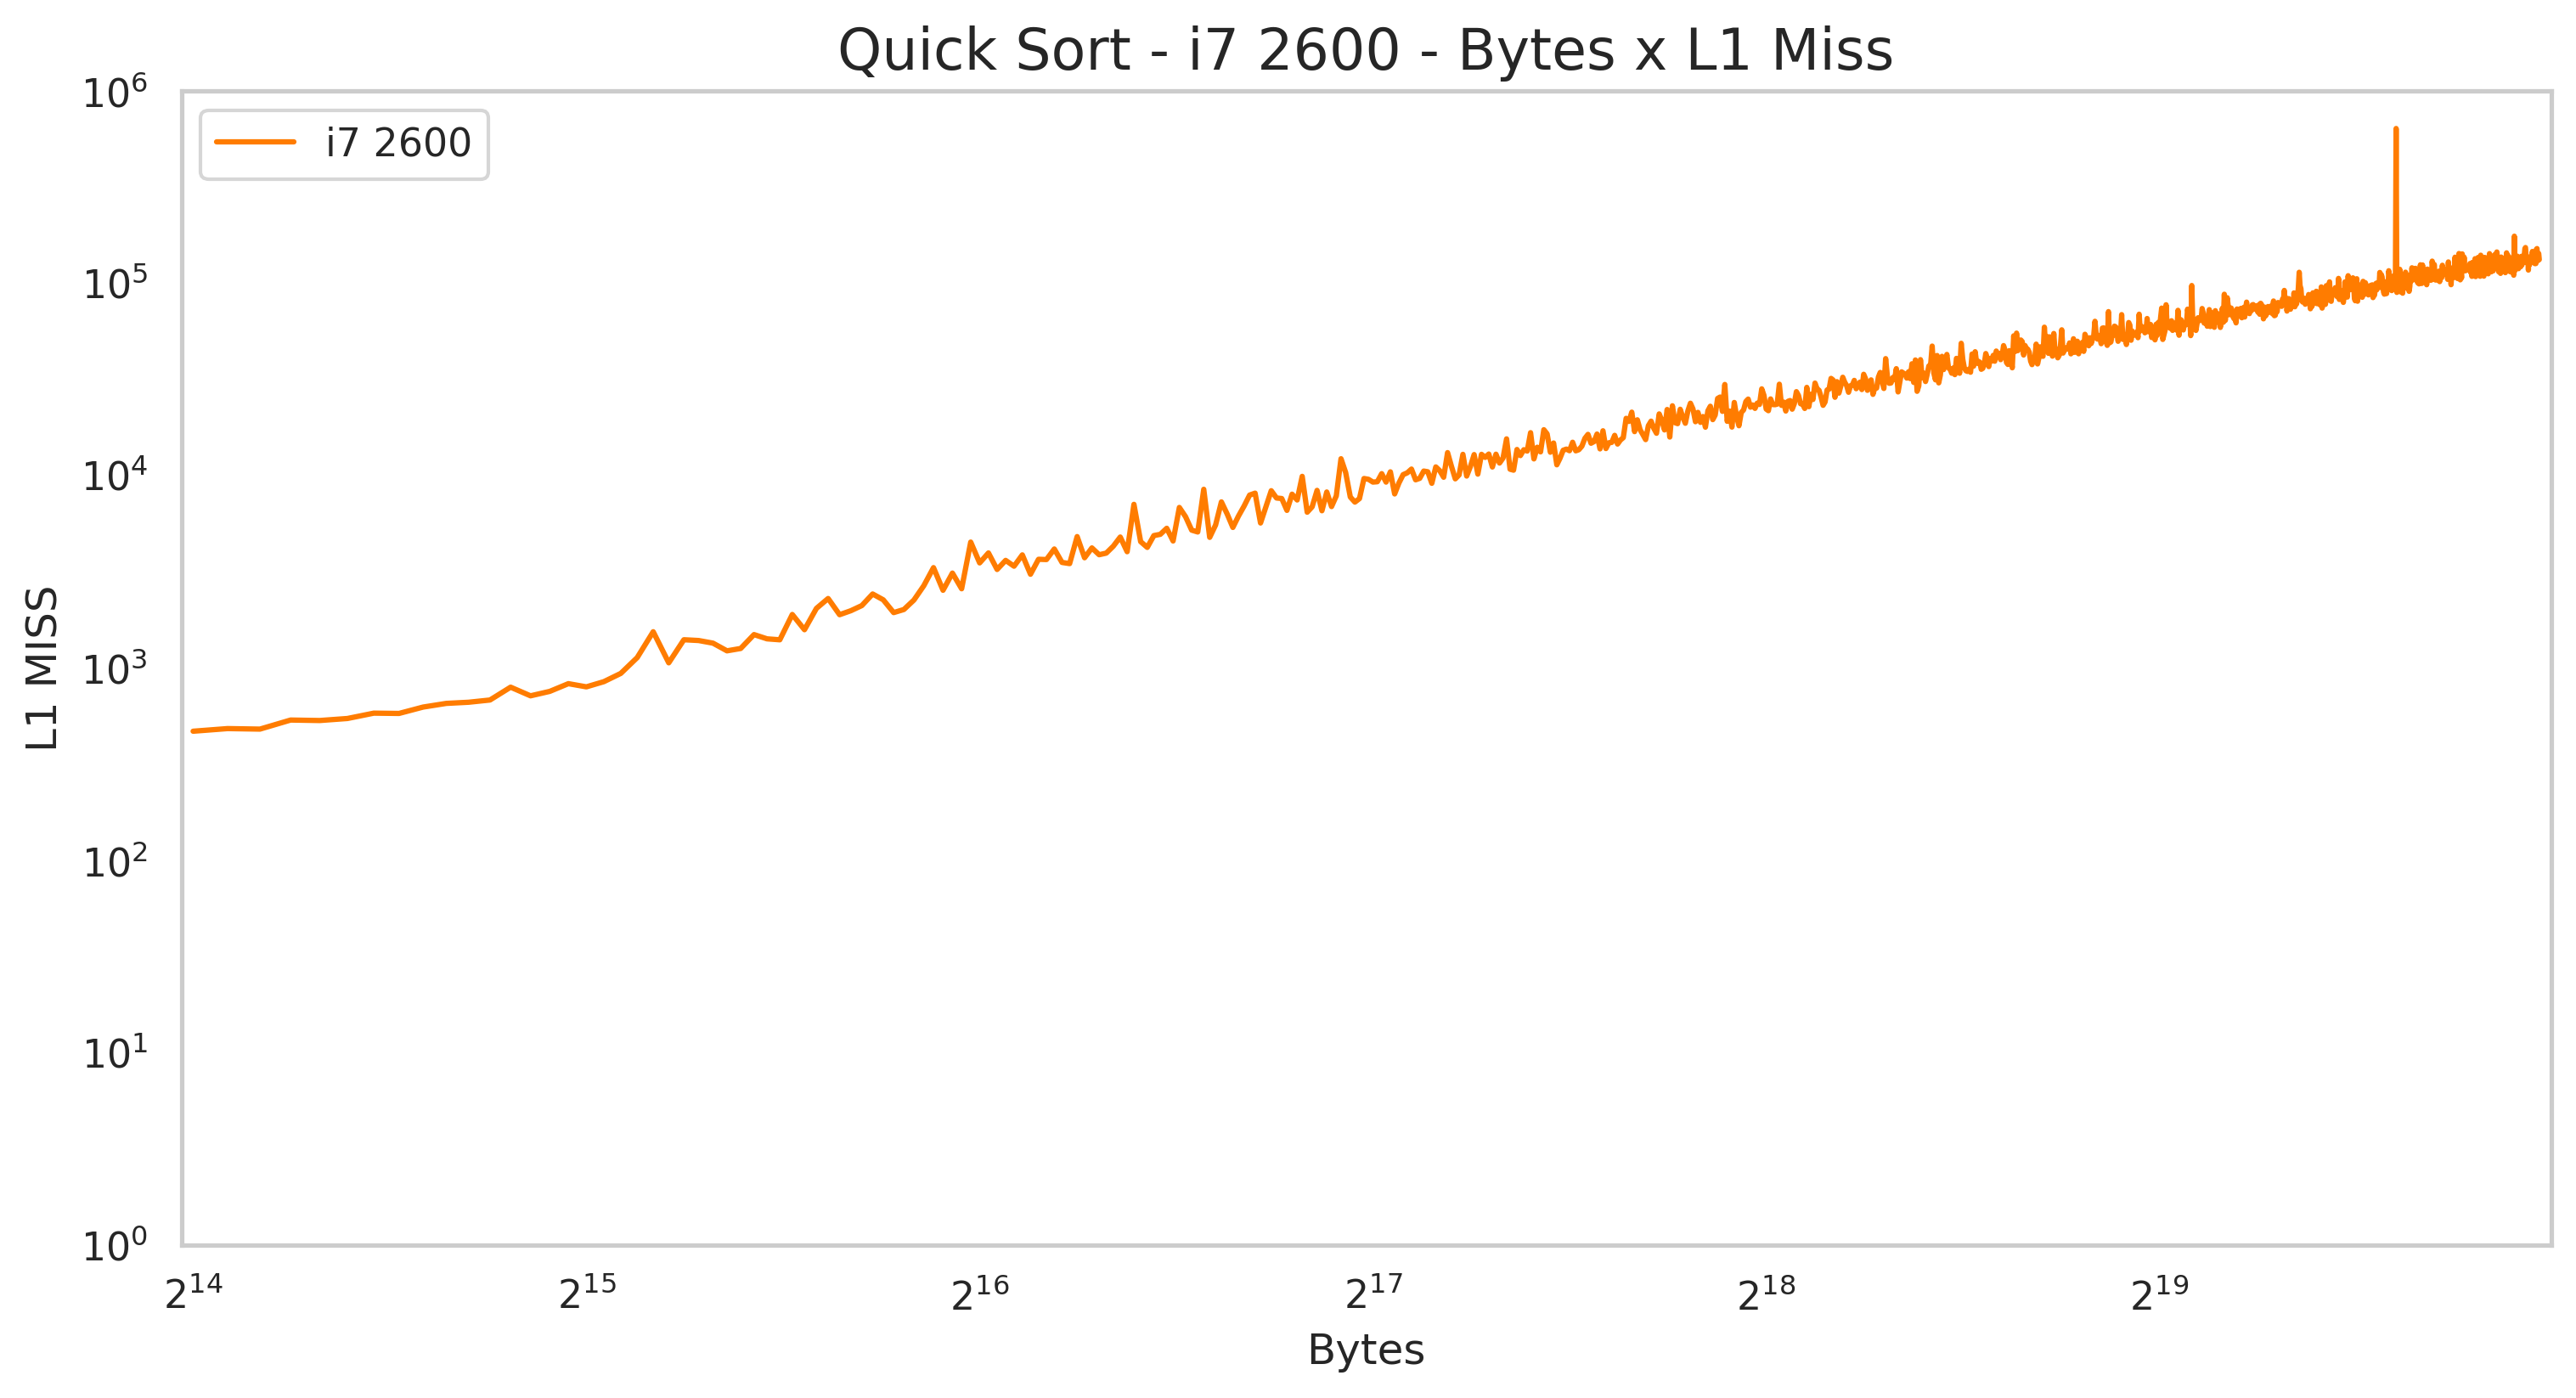 Quick Sort - i7 2600 - Bytes x L1 Miss
i7 2600
L1 MISS
10⁶
10⁵
10⁴
10³
10²
10¹
10⁰
2¹⁴ 2¹⁵ 2¹⁶ 2¹⁷ 2¹⁸ 2¹⁹
Bytes